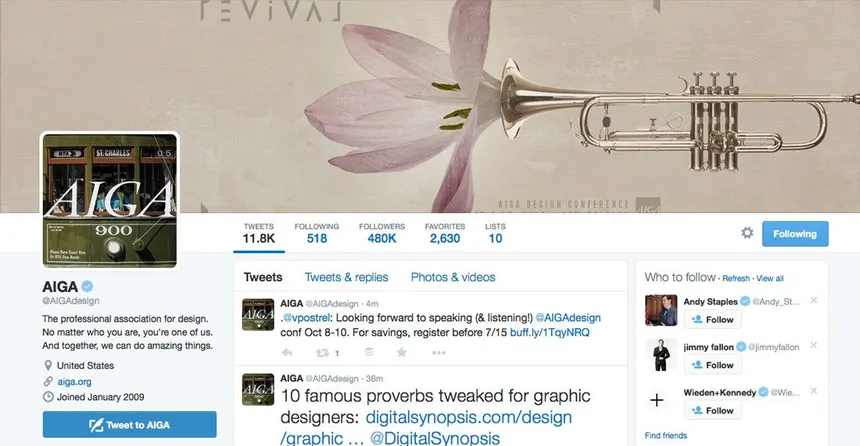 REVIVAL
AIGA DESIGN CONFERENCE
AIGA
ST. CHARLES
AIGA
900
TWEETS FOLLOWING FOLLOWERS FAVORITES LISTS
11.8K 518 480K 2,630 10
Following
AIGA
@AIGAdesign
The professional association for design.
No matter who you are, you're one of us.
And together, we can do amazing things.
United States
aiga.org
Joined January 2009
Tweet to AIGA
Tweets Tweets & replies Photos & videos
AIGA @AIGAdesign · 4m
.@vpostrel: Looking forward to speaking (& listening!) @AIGAdesign
conf Oct 8-10. For savings, register before 7/15 buff.ly/1TqyNRQ
1
AIGA @AIGAdesign · 36m
10 famous proverbs tweaked for graphic
designers: digitalsynopsis.com/design
/graphic … @DigitalSynopsis
Who to follow · Refresh · View all
Andy Staples @Andy_St...
Follow
jimmy fallon @jimmyfallon
Follow
Wieden+Kennedy @Wie...
Follow
Find friends